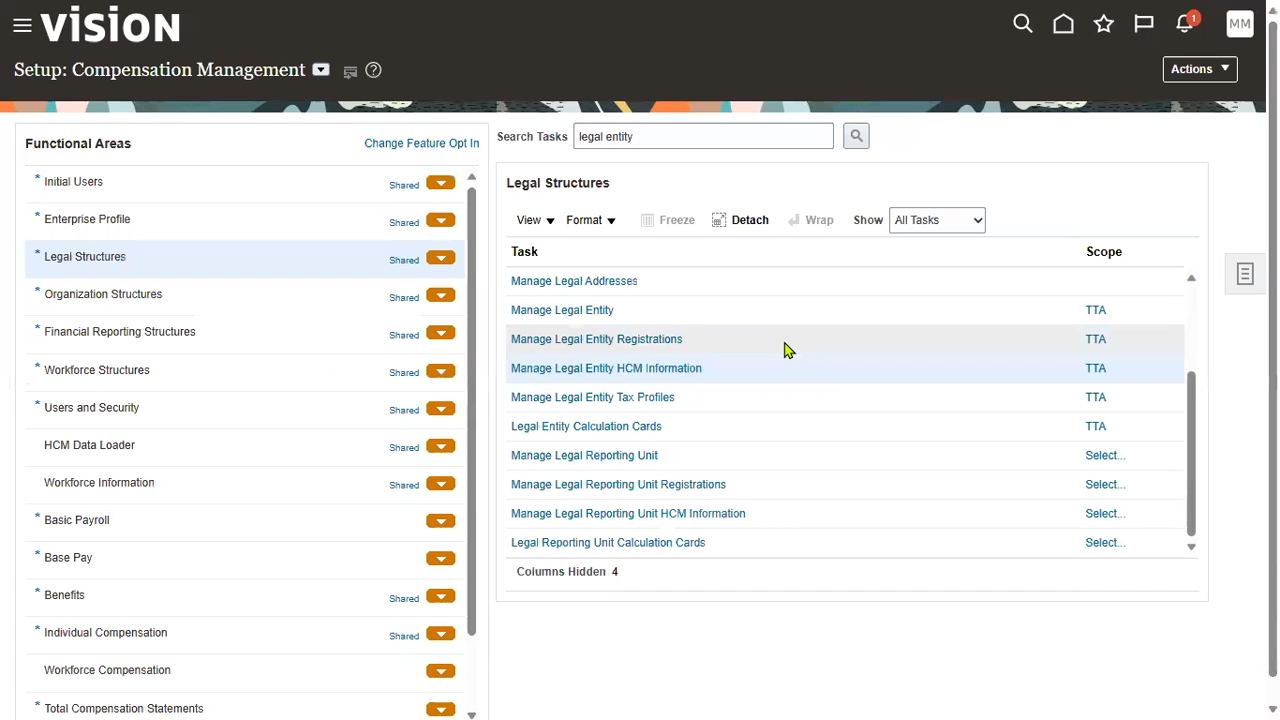 vision
1
MM
Setup: Compensation Management
Actions
Functional Areas
Change Feature Opt In
* Initial Users Shared
* Enterprise Profile Shared
* Legal Structures Shared
* Organization Structures Shared
* Financial Reporting Structures Shared
* Workforce Structures Shared
* Users and Security Shared
HCM Data Loader Shared
Workforce Information Shared
* Basic Payroll
* Base Pay
* Benefits Shared
* Individual Compensation Shared
Workforce Compensation
* Total Compensation Statements
Search Tasks legal entity
Legal Structures
View Format Freeze Detach Wrap Show All Tasks
Task Scope
Manage Legal Addresses
Manage Legal Entity TTA
Manage Legal Entity Registrations TTA
Manage Legal Entity HCM Information TTA
Manage Legal Entity Tax Profiles TTA
Legal Entity Calculation Cards TTA
Manage Legal Reporting Unit Select...
Manage Legal Reporting Unit Registrations Select...
Manage Legal Reporting Unit HCM Information Select...
Legal Reporting Unit Calculation Cards Select...
Columns Hidden 4